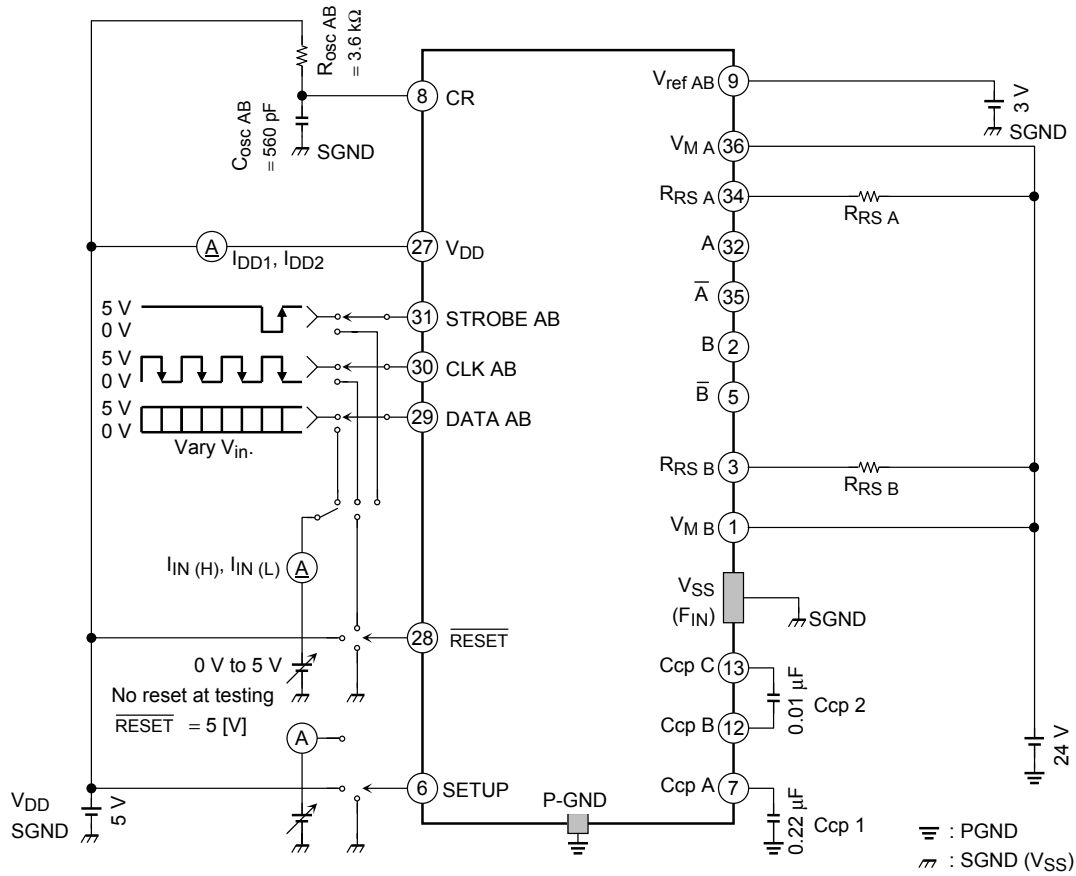 R_osc AB
= 3.6 kΩ
8
CR
C_osc AB
= 560 pF
SGND
A
I_DD1, I_DD2
27
V_DD
5 V
0 V
31
STROBE AB
5 V
0 V
30
CLK AB
5 V
0 V
29
DATA AB
Vary V_in.
I_IN (H), I_IN (L)
A
28
R̅E̅S̅E̅T̅
0 V to 5 V
No reset at testing
R̅E̅S̅E̅T̅ = 5 [V]
A
6
SETUP
V_DD
SGND
5 V
P-GND
V_ref AB
9
3 V
SGND
V_M A
36
R_RS A
34
R_RS A
A
32
A̅
35
B
2
B̅
5
R_RS B
3
R_RS B
V_M B
1
V_SS
(F_IN)
SGND
Ccp C
13
0.01 µF
Ccp 2
Ccp B
12
24 V
Ccp A
7
0.22 µF
Ccp 1
: PGND
: SGND (V_SS)